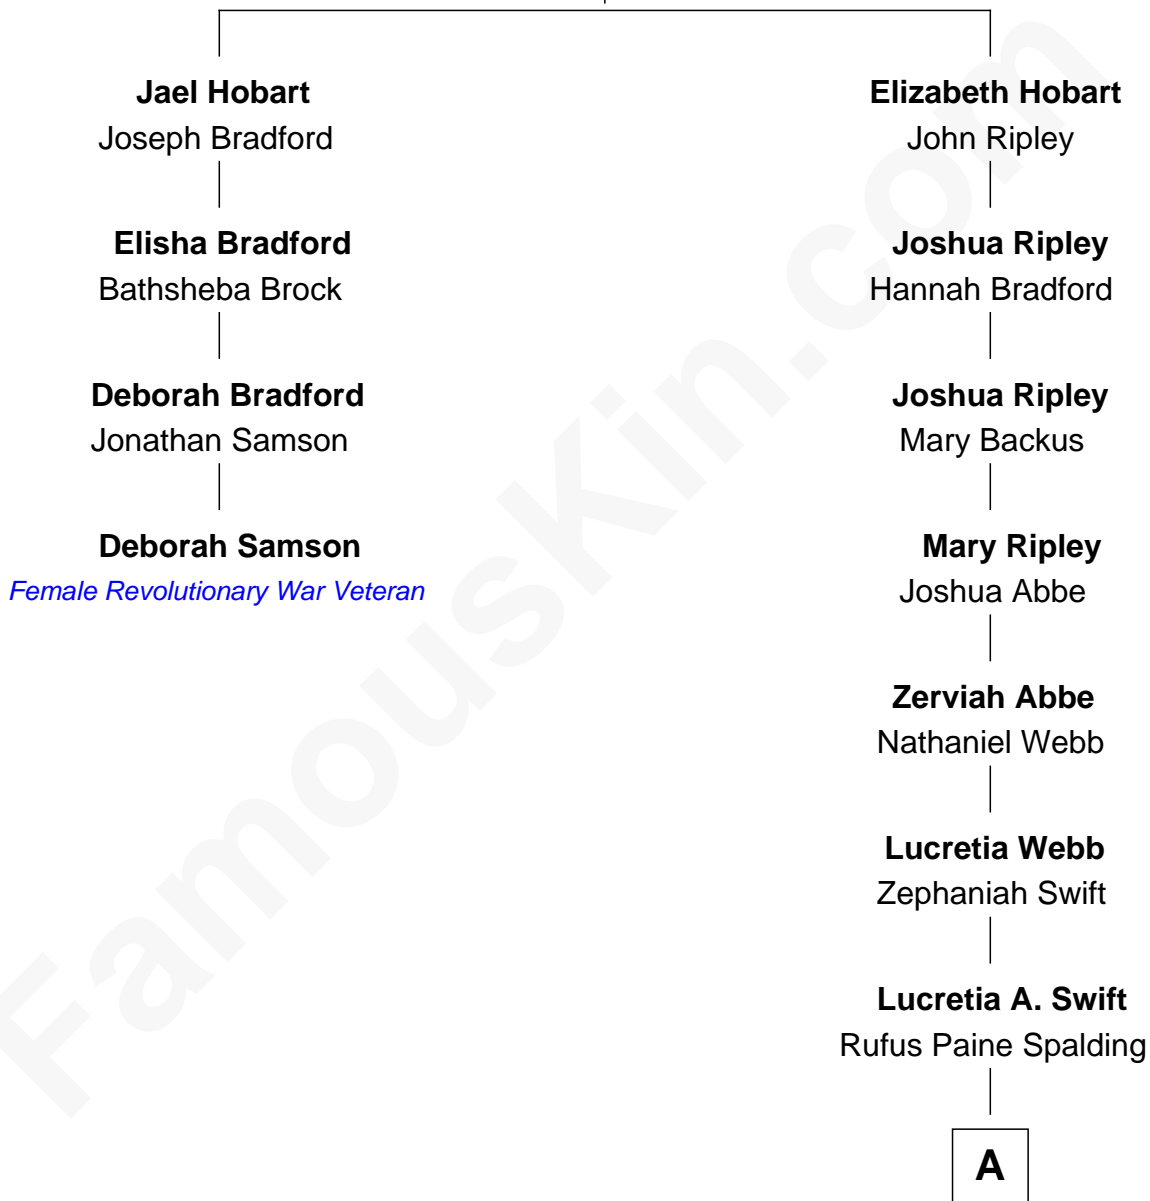 Jael Hobart
Joseph Bradford
Elisha Bradford
Bathsheba Brock
Deborah Bradford
Jonathan Samson
Deborah Samson
Female Revolutionary War Veteran
Elizabeth Hobart
John Ripley
Joshua Ripley
Hannah Bradford
Joshua Ripley
Mary Backus
Mary Ripley
Joshua Abbe
Zerviah Abbe
Nathaniel Webb
Lucretia Webb
Zephaniah Swift
Lucretia A. Swift
Rufus Paine Spalding
A
FamousKin.com